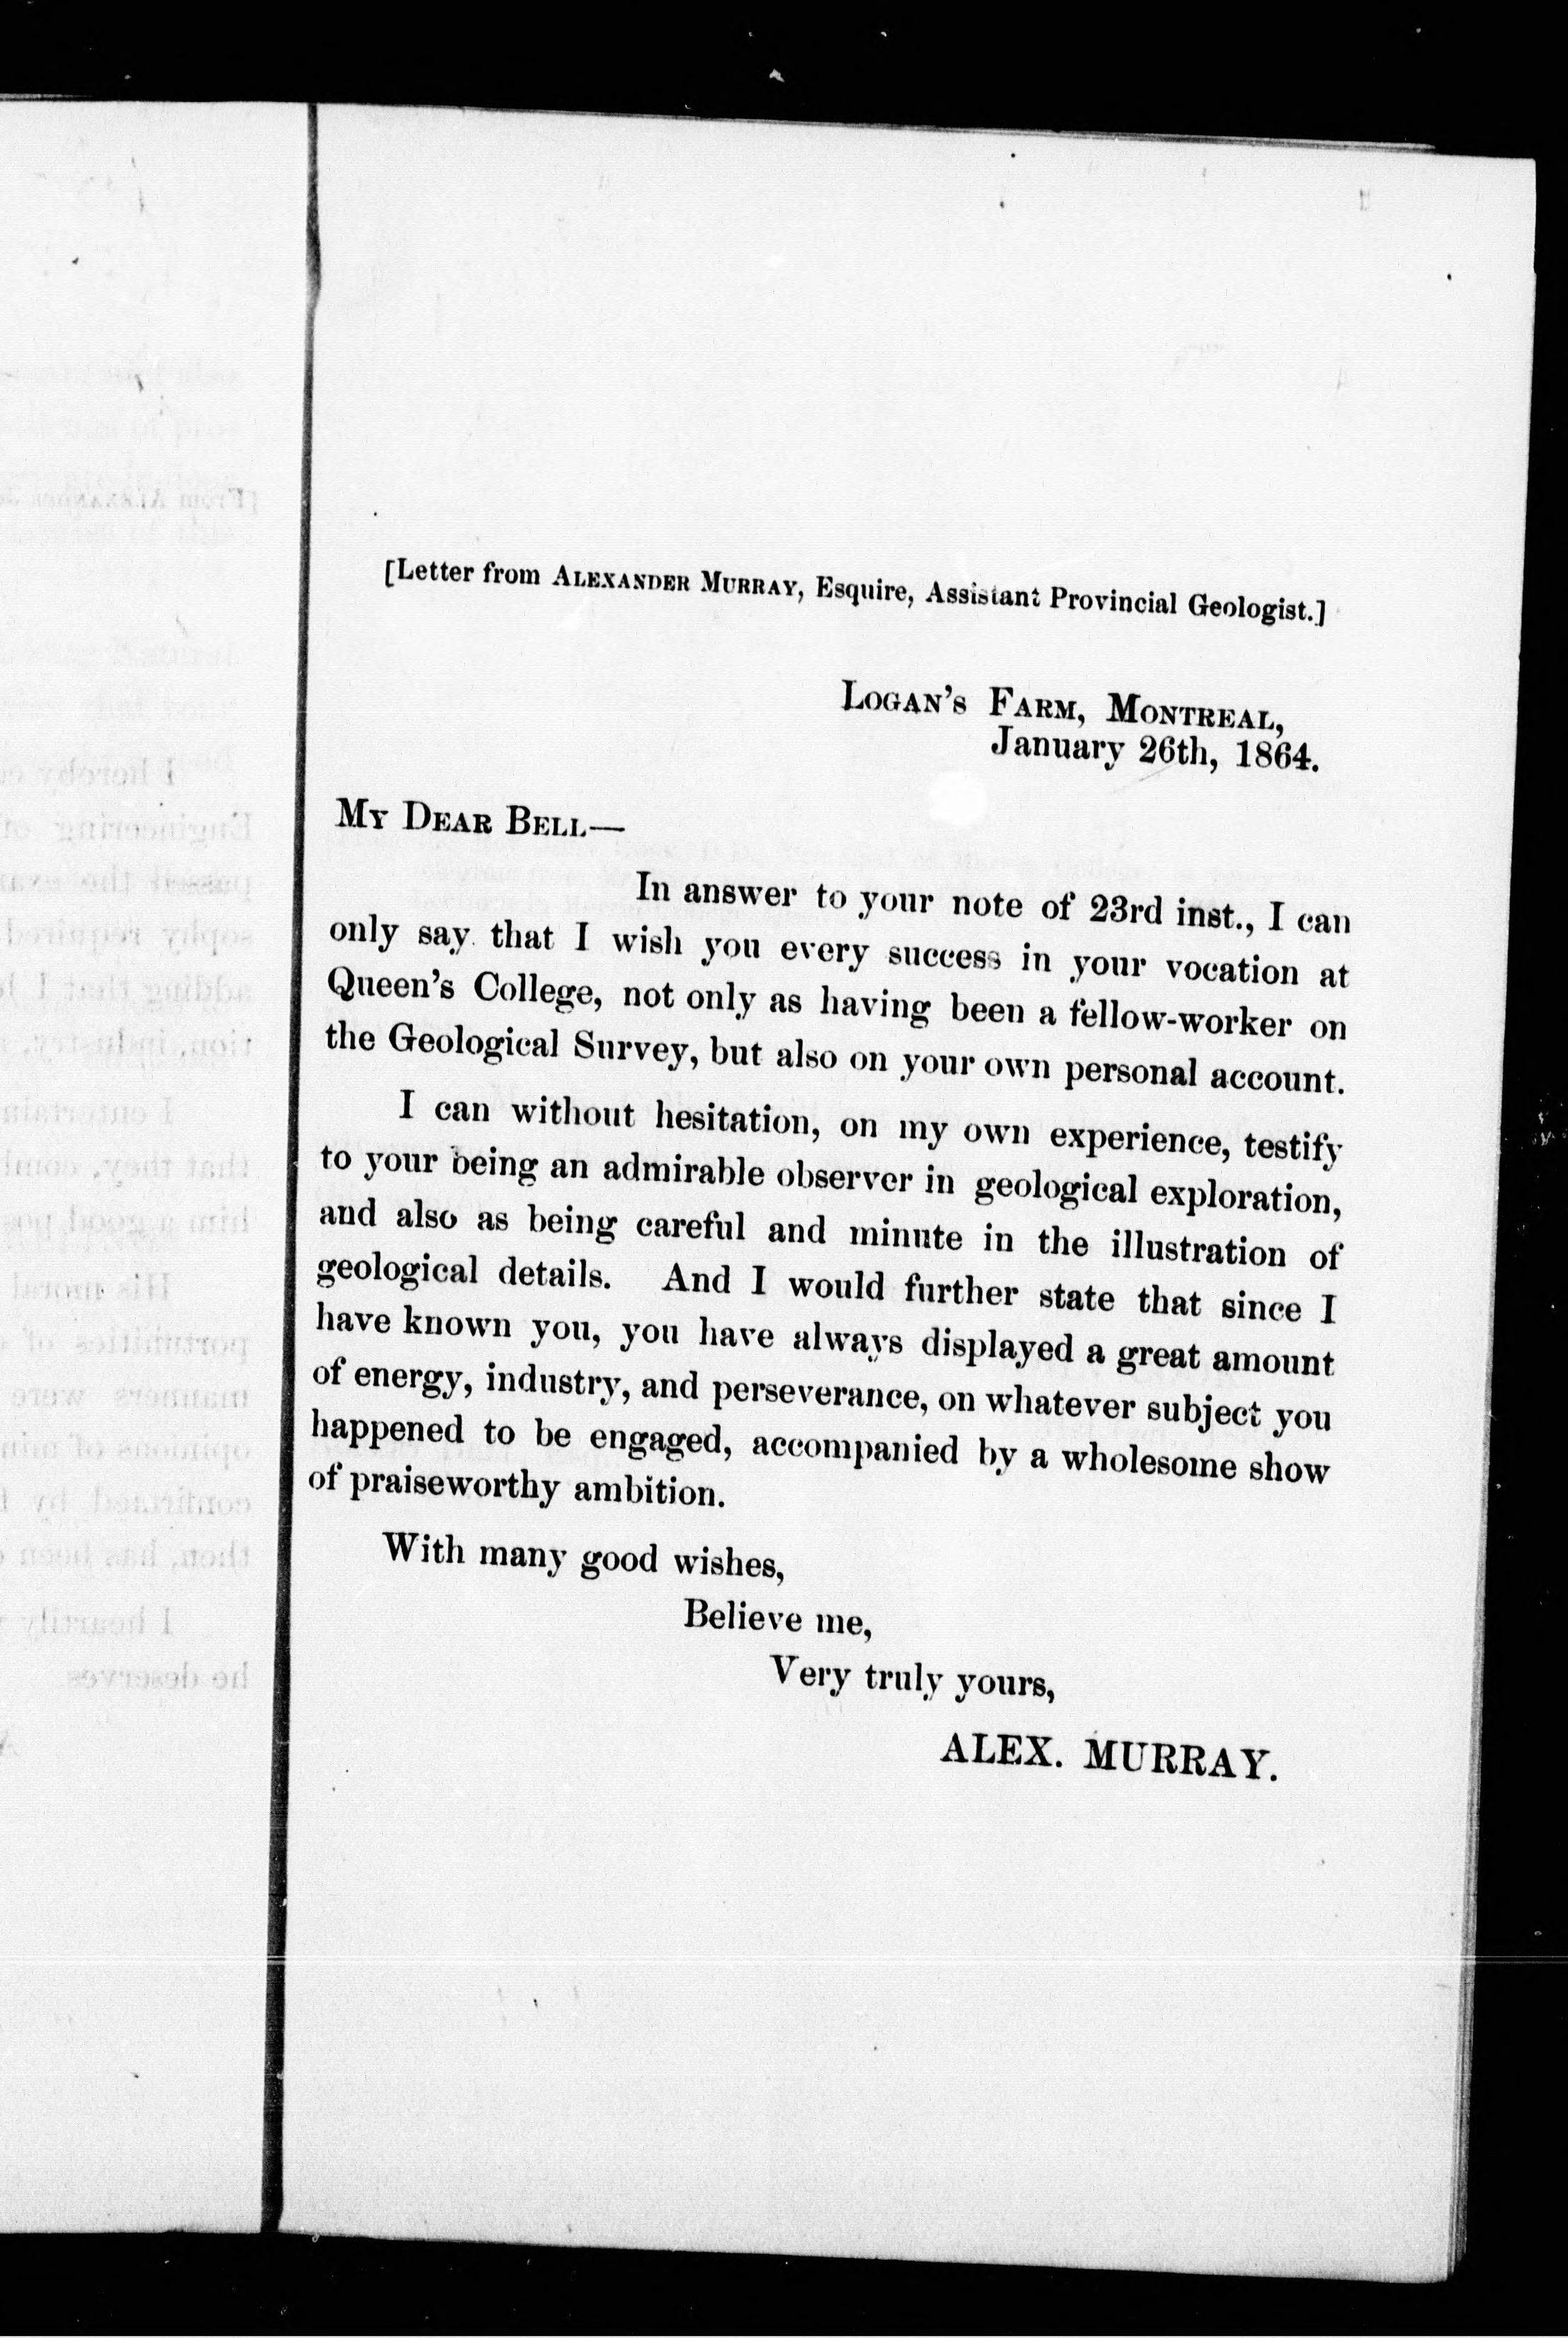 [Letter from ALEXANDER MURRAY, Esquire, Assistant Provincial Geologist.]
LOGAN'S FARM, MONTREAL,
January 26th, 1864.
MY DEAR BELL—
In answer to your note of 23rd inst., I can
only say that I wish you every success in your vocation at
Queen's College, not only as having been a fellow-worker on
the Geological Survey, but also on your own personal account.
I can without hesitation, on my own experience, testify
to your being an admirable observer in geological exploration,
and also as being careful and minute in the illustration of
geological details. And I would further state that since I
have known you, you have always displayed a great amount
of energy, industry, and perseverance, on whatever subject you
happened to be engaged, accompanied by a wholesome show
of praiseworthy ambition.
With many good wishes,
Believe me,
Very truly yours,
ALEX. MURRAY.